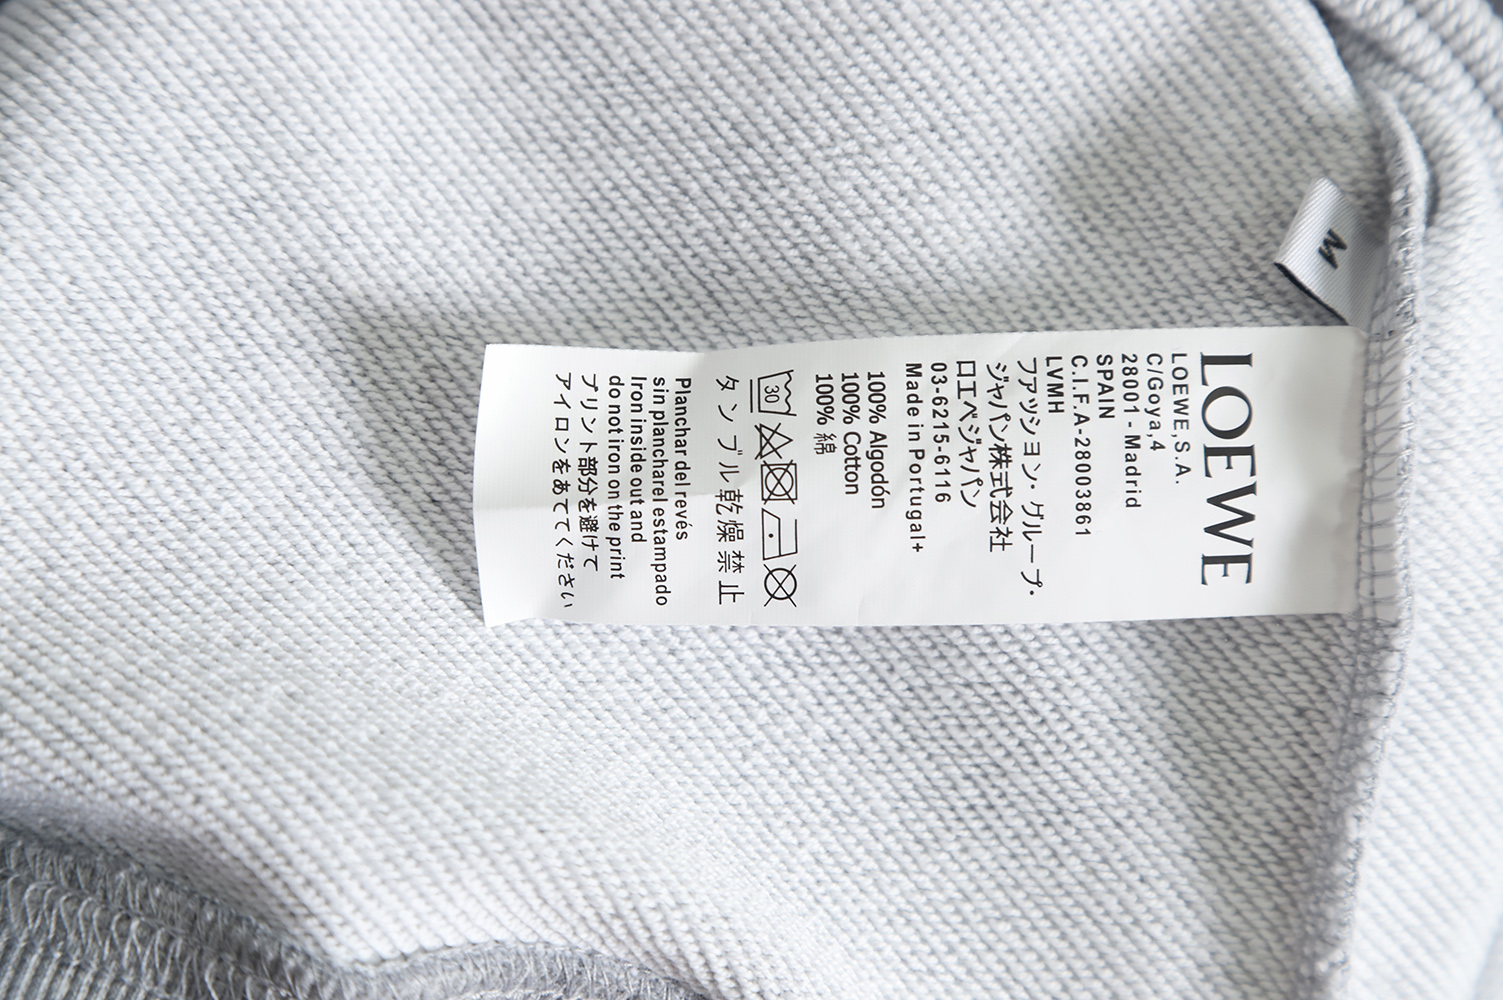 M
LOEWE
LOEWE,S.A.
C/Goya,4
28001 - Madrid
SPAIN
C.I.F.A-28003861
LVMH
ファッション・グループ・
ジャパン株式会社
ロエベジャパン
03-6215-6116
Made in Portugal+
100% Algodón
100% Cotton
100% 綿
30
タンブル乾燥禁止
Planchar del revés
sin plancharel estampado
Iron inside out and
do not iron on the print
プリント部分を避けて
アイロンをあててください